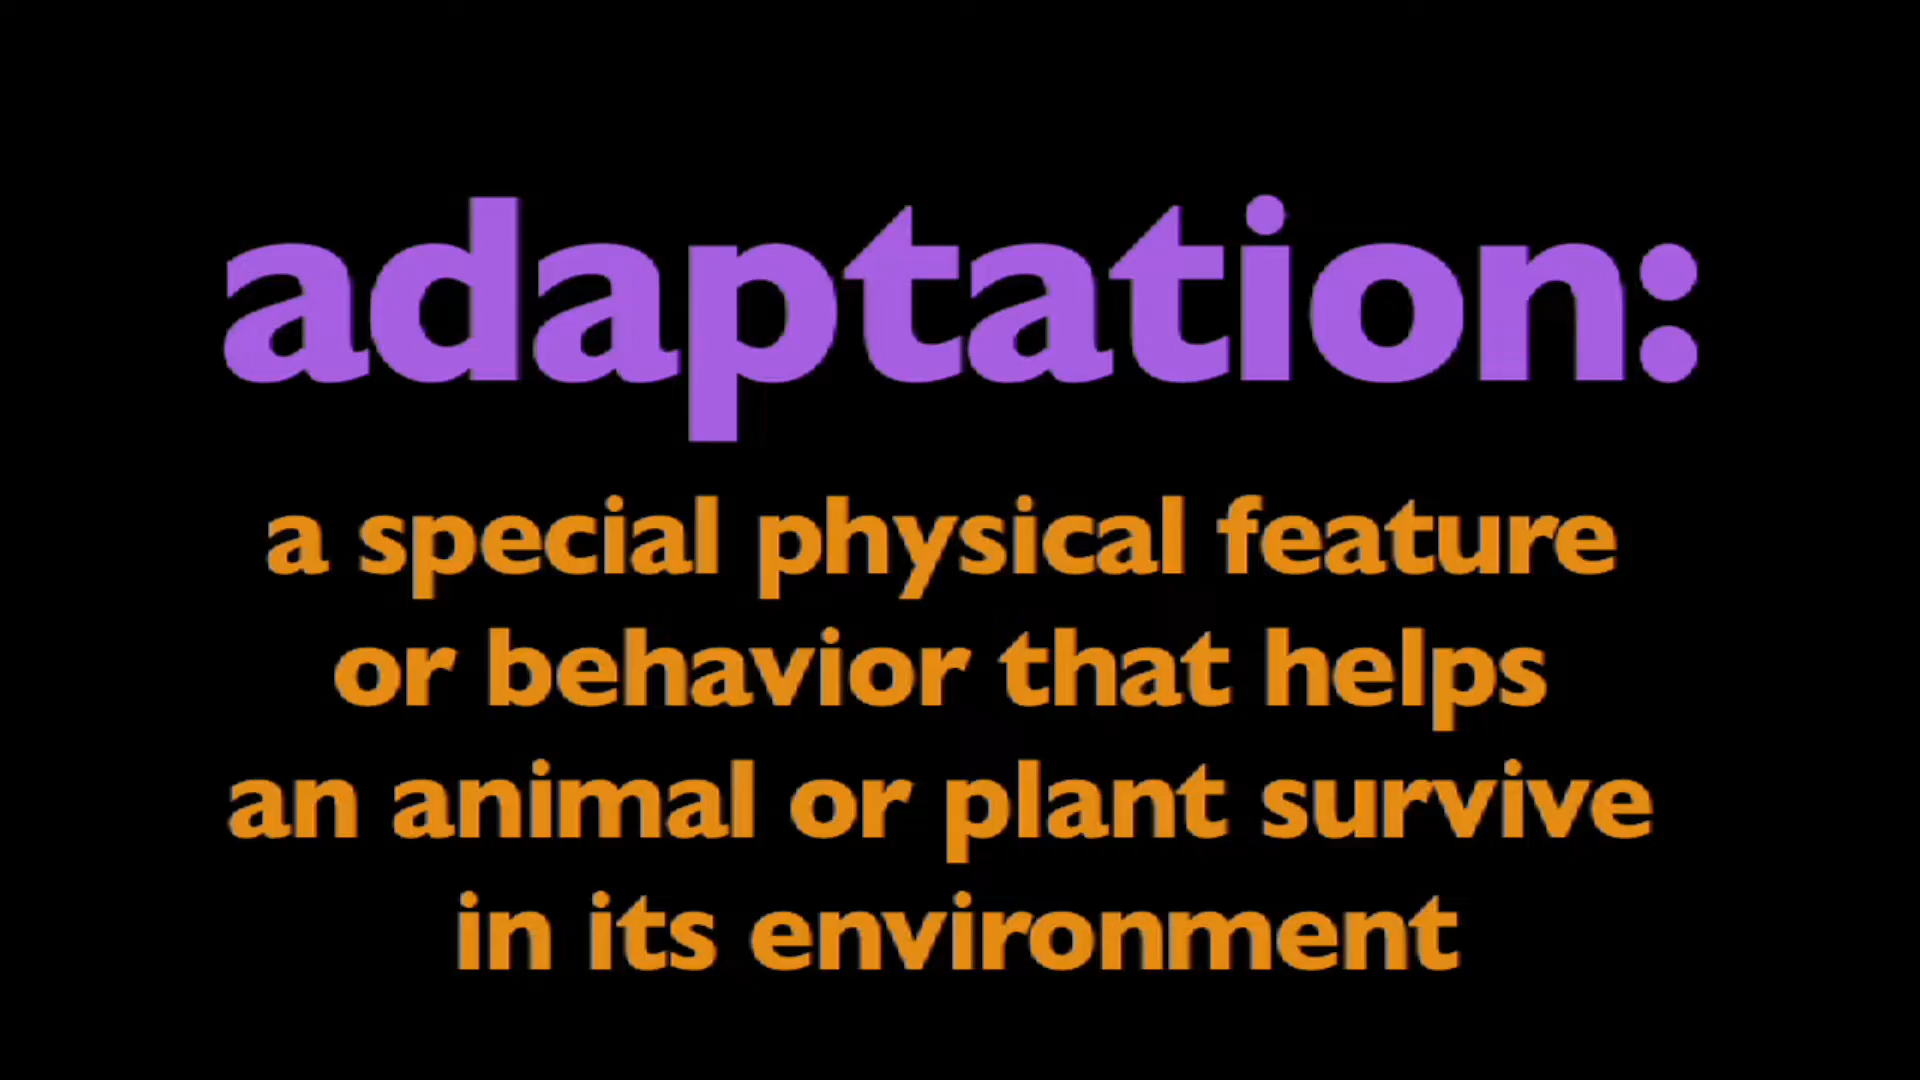 adaptation:
a special physical feature
or behavior that helps
an animal or plant survive
in its environment